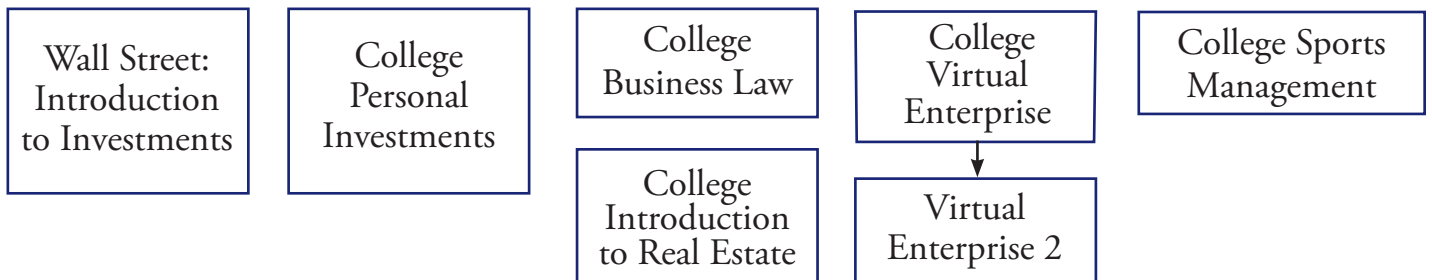 Wall Street:
Introduction
to Investments
College
Personal
Investments
College
Business Law
College
Introduction
to Real Estate
College
Virtual
Enterprise
Virtual
Enterprise 2
College Sports
Management